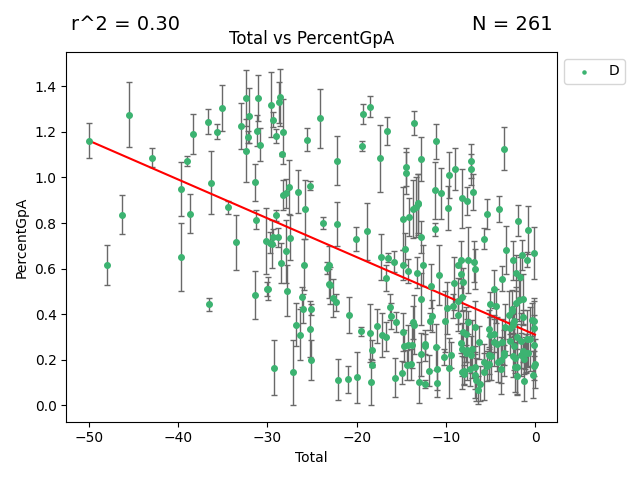 r^2 = 0.30 N = 261
Total vs PercentGpA
D
1.4
1.2
1.0
0.8
0.6
0.4
0.2
0.0
PercentGpA
−50 −40 −30 −20 −10 0
Total